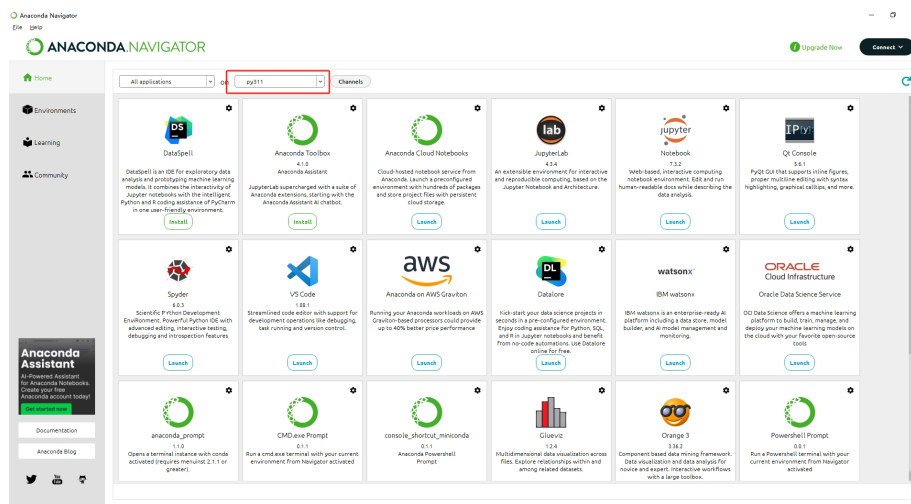 Anaconda Navigator
File Help
ANACONDA.NAVIGATOR
Upgrade Now
Connect
Home
Environments
Learning
Community
All applications
on
py311
Channels
DS
DataSpell
DataSpell is an IDE for exploratory data
analysis and prototyping machine learning
models. It combines the interactivity of
Jupyter notebooks with the intelligent
Python and R coding assistance of PyCharm
in one user-friendly environment.
Install
Anaconda Toolbox
4.1.0
Anaconda Assistant
JupyterLab supercharged with a suite of
Anaconda extensions, starting with the
Anaconda Assistant AI chatbot.
Install
Anaconda Cloud Notebooks
Cloud-hosted notebook service from
Anaconda. Launch a preconfigured
environment with hundreds of packages
and store project files with persistent
cloud storage.
Launch
lab
JupyterLab
4.3.4
An extensible environment for interactive
and reproducible computing, based on the
Jupyter Notebook and Architecture.
Launch
jupyter
Notebook
7.3.2
Web-based, interactive computing
notebook environment. Edit and run
human-readable docs while describing the
data analysis.
Launch
IP[y]:
Qt Console
5.6.1
PyQt GUI that supports inline figures,
proper multiline editing with syntax
highlighting, graphical calltips, and more.
Launch
Spyder
6.0.3
Scientific PYthon Development
EnviRonment. Powerful Python IDE with
advanced editing, interactive testing,
debugging and introspection features
Launch
VS Code
1.88.1
Streamlined code editor with support for
development operations like debugging,
task running and version control.
Launch
aws
Anaconda on AWS Graviton
Running your Anaconda workloads on AWS
Graviton-based processors could provide
up to 40% better price performance
Launch
DL
Datalore
Kick-start your data science projects in
seconds in a pre-configured environment.
Enjoy coding assistance for Python, SQL,
and R in Jupyter notebooks and benefit
from no-code automations. Use Datalore
online for free.
Launch
watsonx
IBM watsonx
IBM watsonx is an enterprise-ready AI
platform including a data store, model
builder, and AI model management and
monitoring.
Launch
ORACLE
Cloud Infrastructure
Oracle Data Science Service
OCI Data Science offers a machine learning
platform to build, train, manage, and
deploy your machine learning models on
the cloud with your favorite open-source
tools
Launch
anaconda_prompt
1.1.0
Opens a terminal instance with conda
activated (requires menuinst 2.1.1 or
greater).
CMD.exe Prompt
0.1.1
Run a cmd.exe terminal with your current
environment from Navigator activated
console_shortcut_miniconda
0.1.1
Anaconda Powershell
Prompt
Glueviz
1.2.4
Multidimensional data visualization across
files. Explore relationships within and
among related datasets.
Orange 3
3.36.2
Component based data mining framework.
Data visualization and data analysis for
novice and expert. Interactive workflows
with a large toolbox.
Powershell Prompt
0.0.1
Run a Powershell terminal with your
current environment from Navigator
activated
Anaconda
Assistant
AI-Powered Assistant
for Anaconda Notebooks.
Create your free
Anaconda account today!
Get started now
Documentation
Anaconda Blog